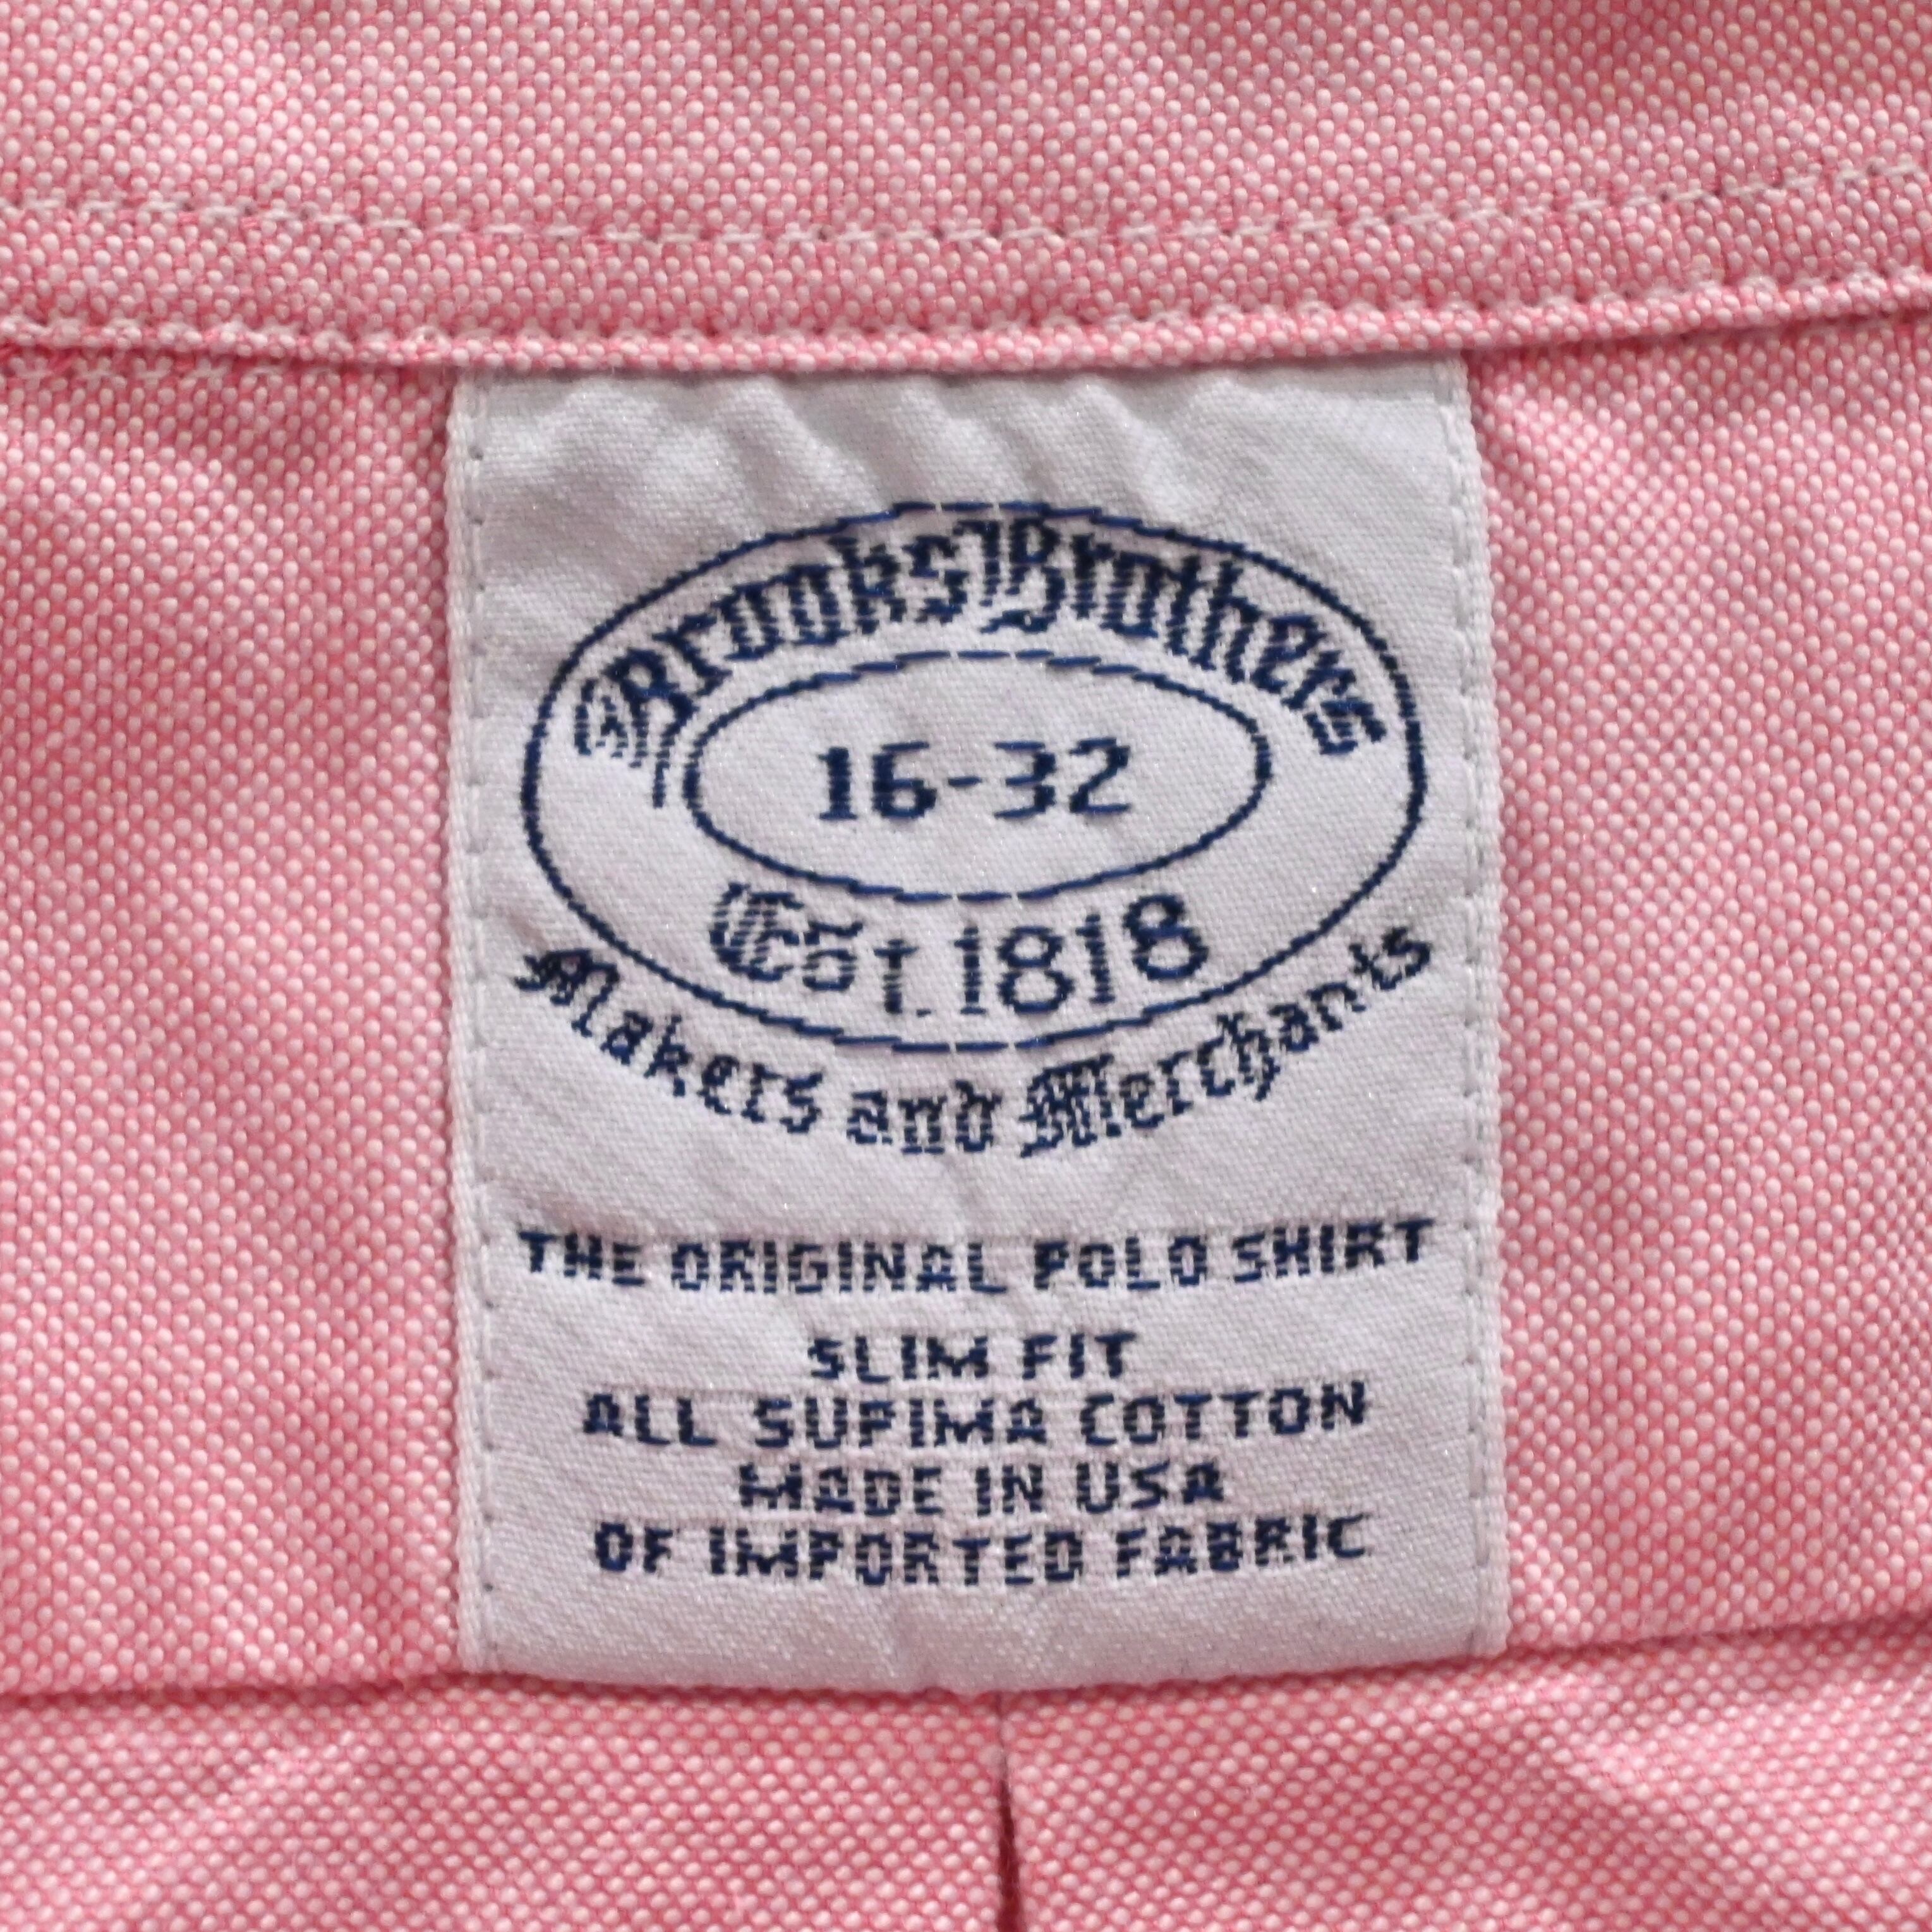 Brooks Brothers
16-32
Est. 1818
Makers and Merchants
THE ORIGINAL POLO SHIRT
SLIM FIT
ALL SUPIMA COTTON
MADE IN USA
OF IMPORTED FABRIC